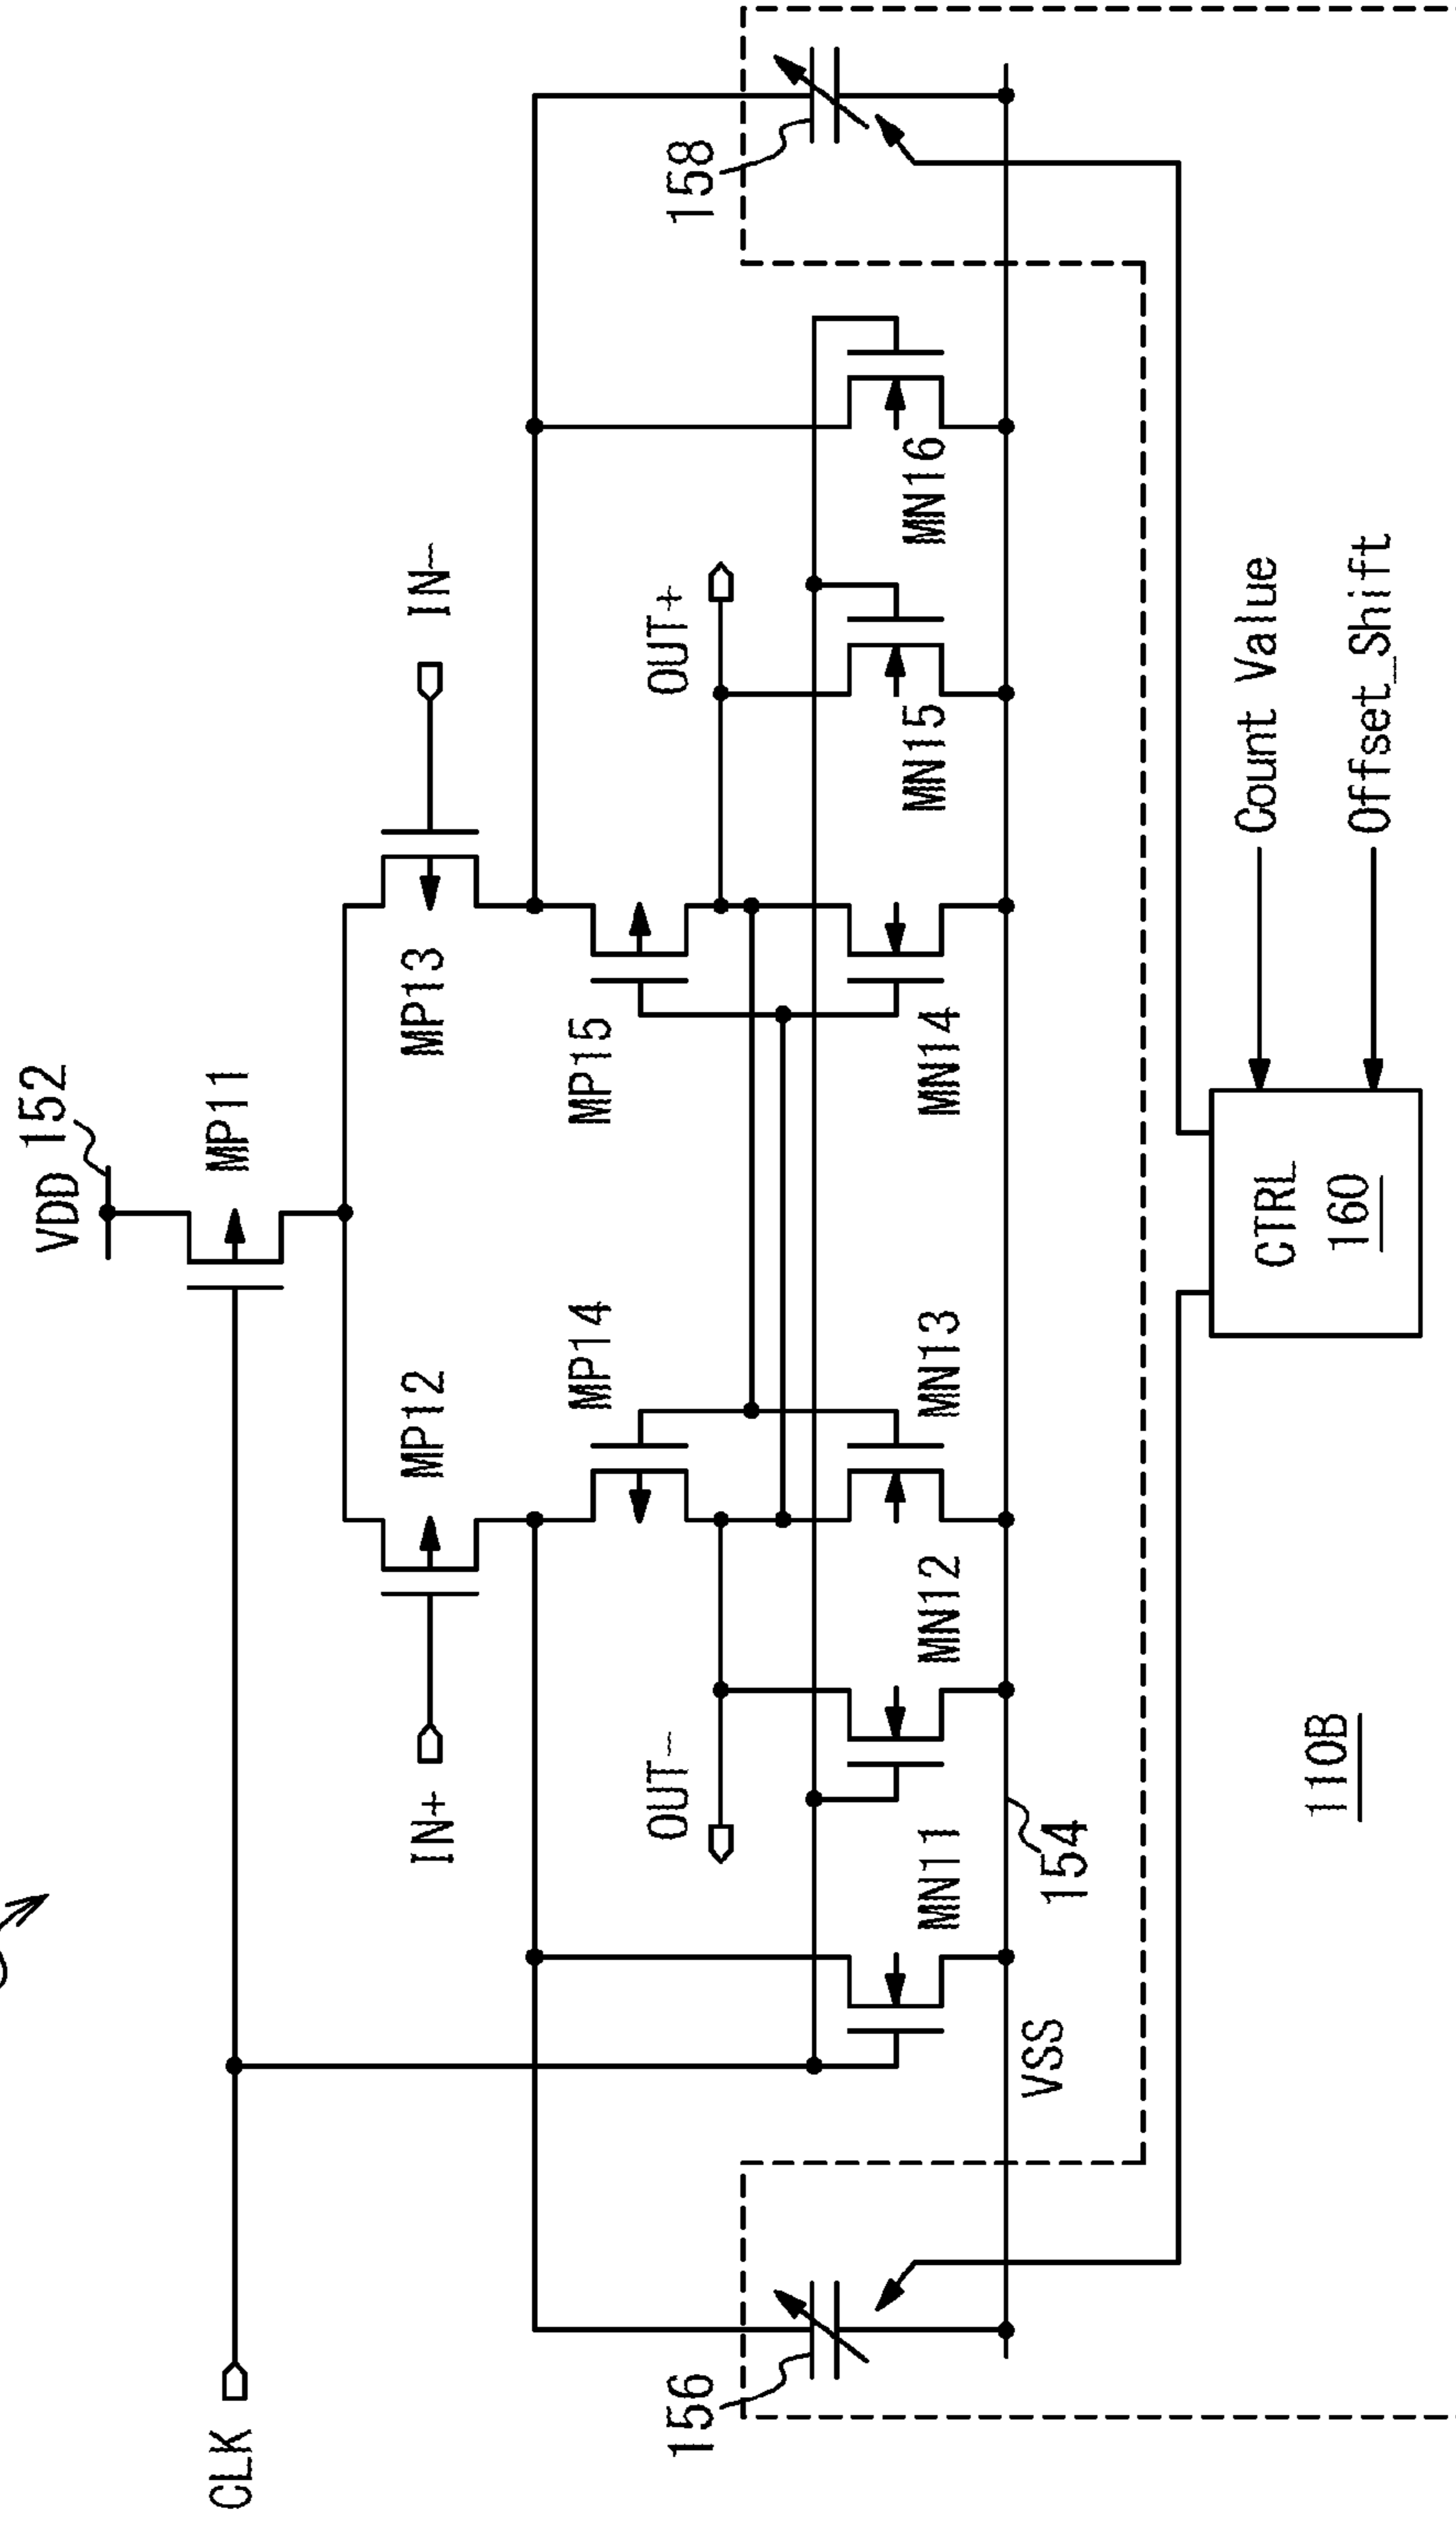 VDD 152
CLK
MP11
IN+
MP12
MP13
IN−
156
OUT−
MP14
MP15
OUT+
158
MN11
MN12
MN13
MN14
MN15
MN16
VSS
154
CTRL
160
Count Value
Offset_Shift
110B